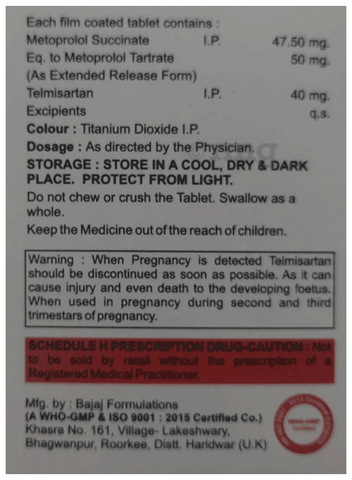 Each film coated tablet contains :
Metoprolol Succinate I.P. 47.50 mg.
Eq. to Metoprolol Tartrate 50 mg.
(As Extended Release Form)
Telmisartan I.P. 40 mg.
Excipients q.s.
Colour : Titanium Dioxide I.P.
Dosage : As directed by the Physician.
STORAGE : STORE IN A COOL, DRY & DARK
PLACE. PROTECT FROM LIGHT.
Do not chew or crush the Tablet. Swallow as a
whole.
Keep the Medicine out of the reach of children.
Warning : When Pregnancy is detected Telmisartan
should be discontinued as soon as possible. As it can
cause injury and even death to the developing foetus.
When used in pregnancy during second and third
trimestars of pregnancy.
SCHEDULE H PRESCRIPTION DRUG-CAUTION : Not
to be sold by retail without the prescription of a
Registered Medical Practitioner.
Mfg. by : Bajaj Formulations
(A WHO-GMP & ISO 9001 : 2015 Certified Co.)
Khasra No. 161, Village- Lakeshwary,
Bhagwanpur, Roorkee, Distt. Haridwar (U.K)
WHO-GMP
Certified